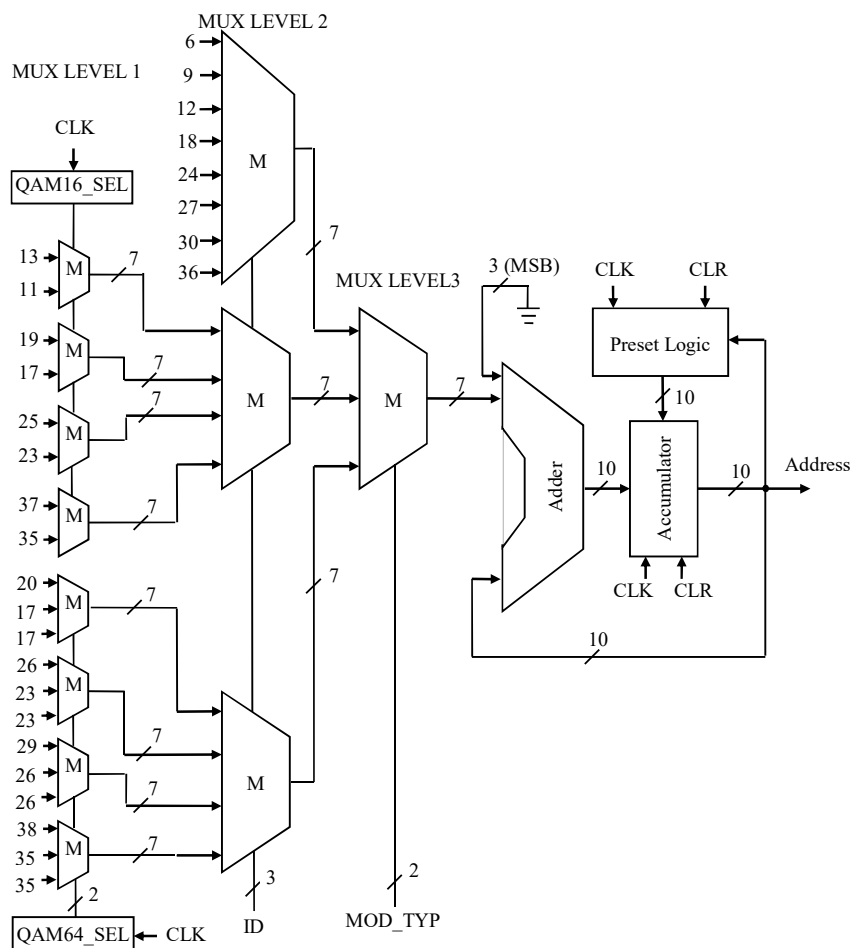 MUX LEVEL 2
MUX LEVEL 1
6
9
12
18
24
27
30
36
M
7
CLK
QAM16_SEL
13
11
M
7
19
17
M
7
25
23
M
7
37
35
M
7
M
7
MUX LEVEL3
M
7
3 (MSB)
CLK
CLR
Preset Logic
10
Adder
10
Accumulator
10
Address
CLK
CLR
10
20
17
17
M
7
26
23
23
M
7
29
26
26
M
7
38
35
35
M
7
M
7
2
QAM64_SEL
CLK
3
ID
2
MOD_TYP